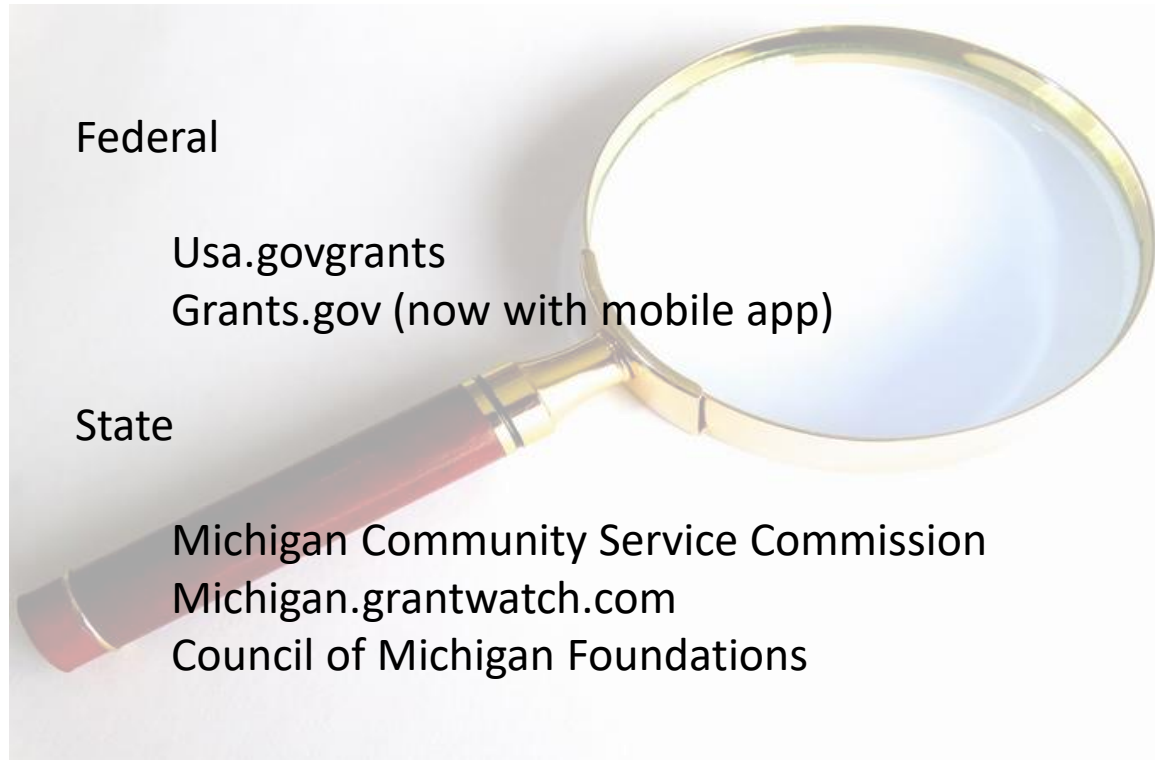 Federal
Usa.govgrants
Grants.gov (now with mobile app)
State
Michigan Community Service Commission
Michigan.grantwatch.com
Council of Michigan Foundations